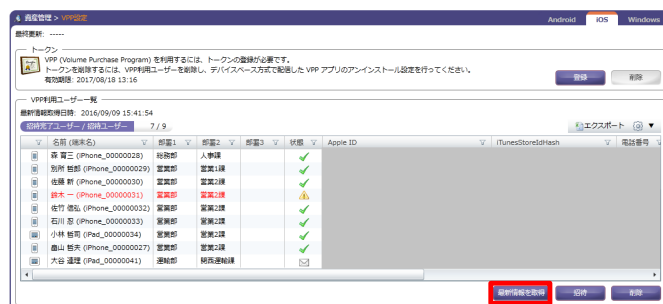 資産管理 > VPP設定
Android iOS Windows
最終更新: -----
トークン
VPP (Volume Purchase Program) を利用するには、トークンの登録が必要です。
トークンを削除するには、VPP利用ユーザーを削除し、デバイスベース方式で配信した VPP アプリのアンインストール設定を行ってください。
有効期限: 2017/08/18 13:16
登録 削除
VPP利用ユーザー一覧
最新情報取得日時: 2016/09/09 15:41:54
招待完了ユーザー / 招待ユーザー 7 / 9
エクスポート
名前 (端末名) 部署1 部署2 部署3 状態 Apple ID iTunesStoreIdHash 電話番号
森 育三 (iPhone_00000028) 総務部 人事課
別所 哲郎 (iPhone_00000029) 営業部 営業1課
佐藤 新 (iPhone_00000030) 営業部 営業2課
鈴木 一 (iPhone_00000031) 営業部 営業2課
佐竹 信弘 (iPhone_00000032) 営業部 営業2課
石川 忍 (iPhone_00000033) 営業部 営業2課
小林 哲司 (iPad_00000034) 営業部 営業2課
畠山 哲夫 (iPhone_00000027) 営業部 営業2課
大谷 達理 (iPad_00000041) 運輸部 関西運輸課
最新情報を取得 招待 削除